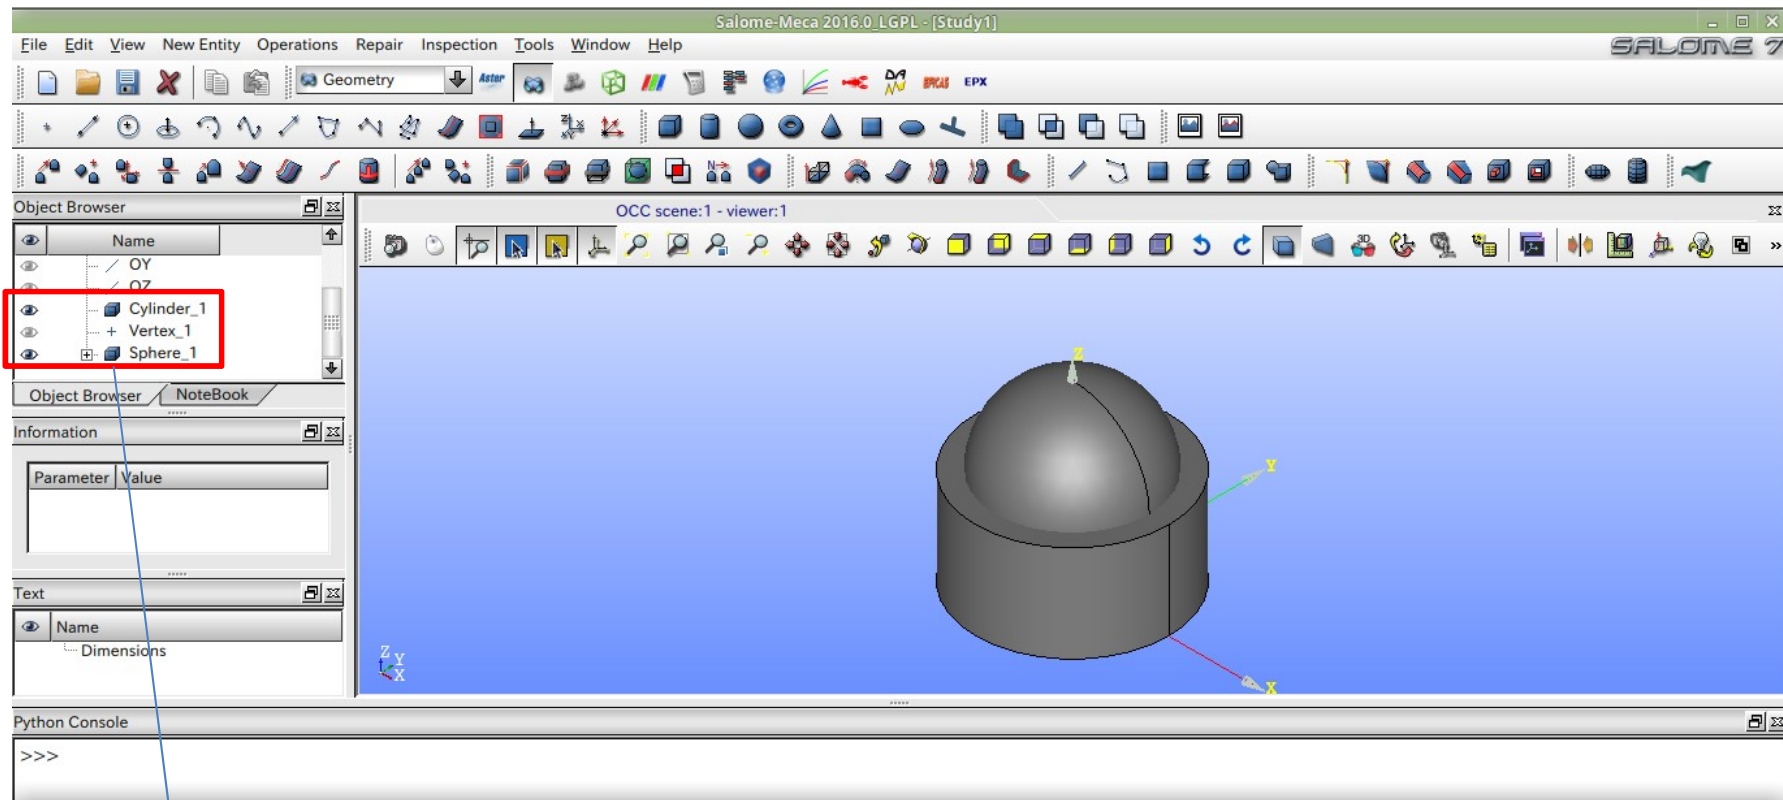 Salome-Meca 2016.0_LGPL - [Study1]
File Edit View New Entity Operations Repair Inspection Tools Window Help
SALOME 7
Geometry Aster EPX
Object Browser OCC scene:1 - viewer:1
Name
OY
OZ
Cylinder_1
Vertex_1
Sphere_1
Object Browser NoteBook
Information
Parameter Value
Text
Name
Dimensions
Z
Y
X
Z
Y
X
Python Console
>>>